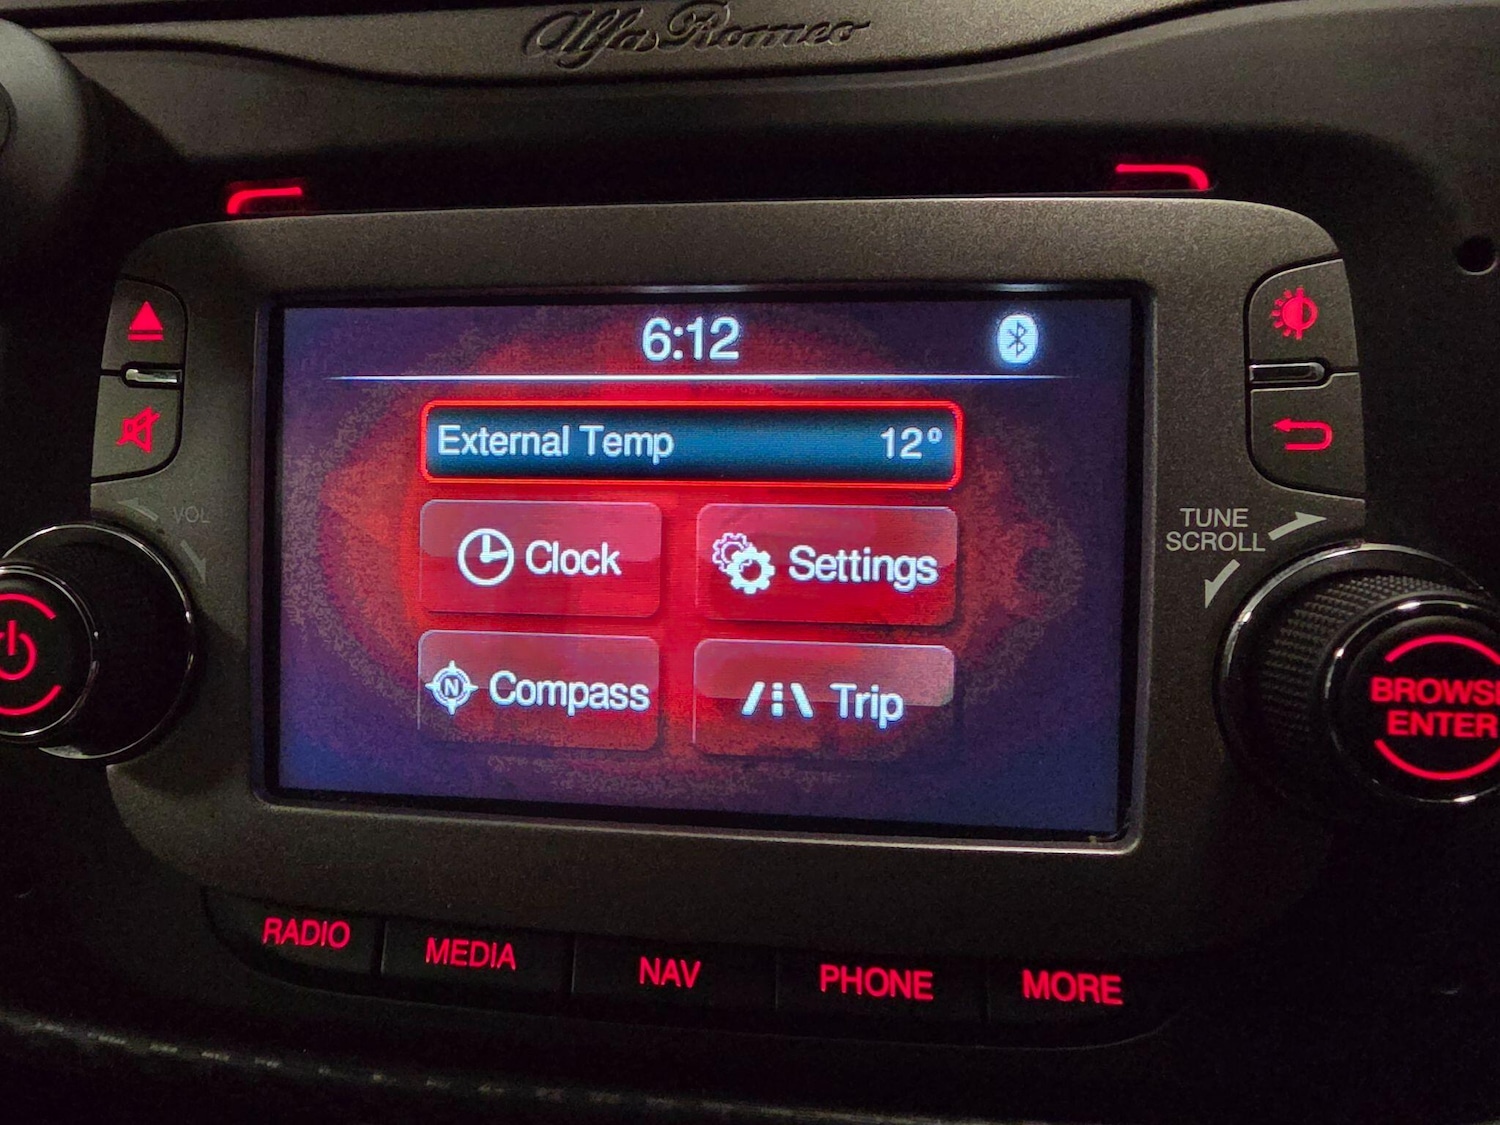 Alfa Romeo
6:12
External Temp 12°
Clock
Settings
N
Compass
Trip
VOL
TUNE
SCROLL
BROWSE
ENTER
RADIO
MEDIA
NAV
PHONE
MORE